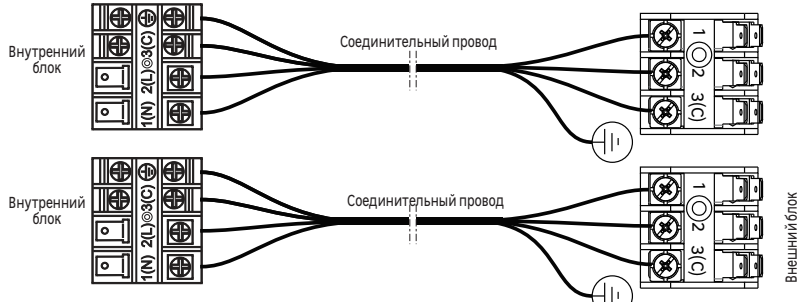 Внутренний
блок
3(C)
2(L)
1(N)
Соединительный провод
1
2
3(C)
Внутренний
блок
3(C)
2(L)
1(N)
Соединительный провод
1
2
3(C)
Внешний блок